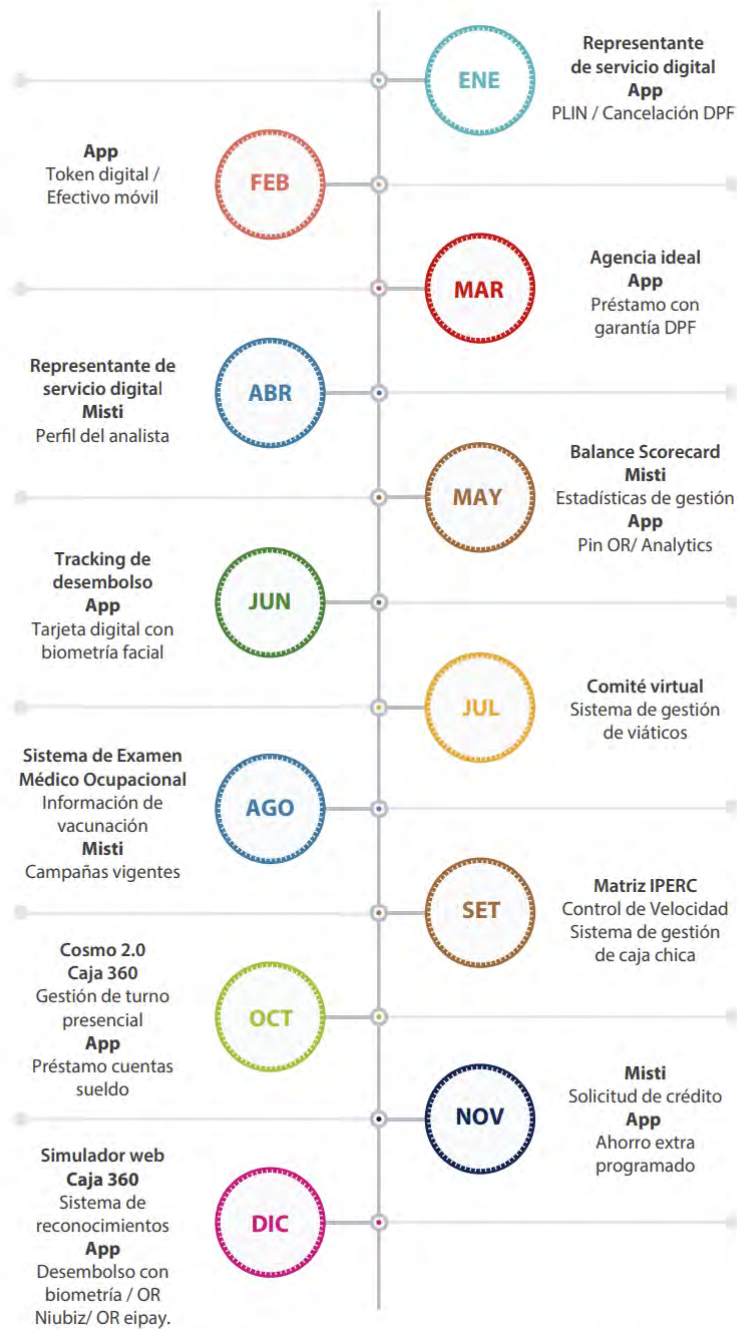 ENE
Representante
de servicio digital
App
PLIN / Cancelación DPF
App
Token digital /
Efectivo móvil
FEB
MAR
Agencia ideal
App
Préstamo con
garantía DPF
Representante de
servicio digital
Misti
Perfil del analista
ABR
MAY
Balance Scorecard
Misti
Estadísticas de gestión
App
Pin OR/ Analytics
Tracking de
desembolso
App
Tarjeta digital con
biometría facial
JUN
JUL
Comité virtual
Sistema de gestión
de viáticos
Sistema de Examen
Médico Ocupacional
Información de
vacunación
Misti
Campañas vigentes
AGO
SET
Matriz IPERC
Control de Velocidad
Sistema de gestión
de caja chica
Cosmo 2.0
Caja 360
Gestión de turno
presencial
App
Préstamo cuentas
sueldo
OCT
NOV
Misti
Solicitud de crédito
App
Ahorro extra
programado
Simulador web
Caja 360
Sistema de
reconocimientos
App
Desembolso con
biometría / OR
Niubiz/ OR eipay.
DIC